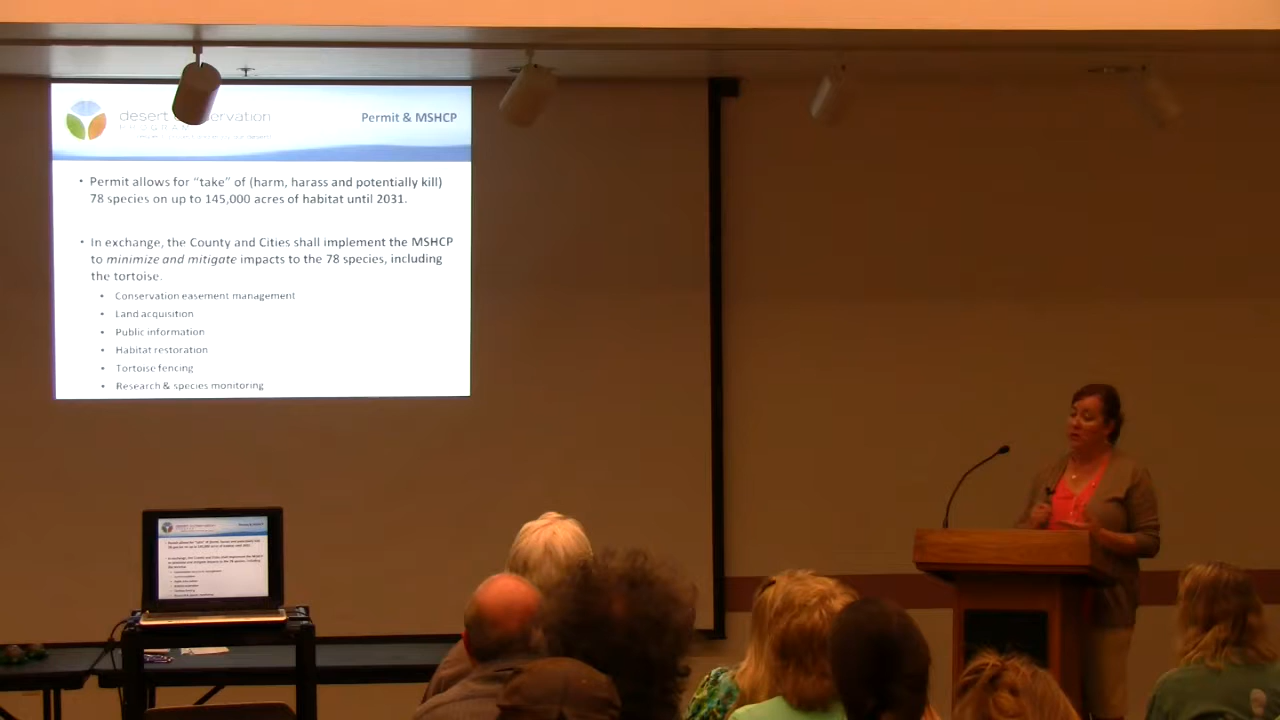 desert conservation
PROGRAM
Permit & MSHCP
• Permit allows for “take” of (harm, harass and potentially kill)
78 species on up to 145,000 acres of habitat until 2031.
• In exchange, the County and Cities shall implement the MSHCP
to minimize and mitigate impacts to the 78 species, including
the tortoise.
• Conservation easement management
• Land acquisition
• Public information
• Habitat restoration
• Tortoise fencing
• Research & species monitoring